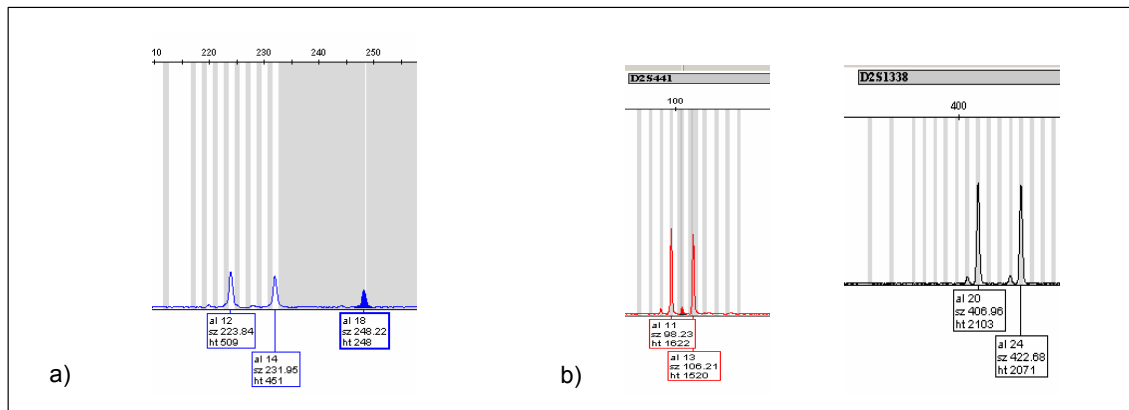 10 220 230 240 250
al 12
sz 223.84
ht 509
al 14
sz 231.95
ht 451
al 18
sz 248.22
ht 248
a)
D2S441
100
al 11
sz 98.23
ht 1622
al 13
sz 106.21
ht 1520
b)
D2S1338
400
al 20
sz 406.96
ht 2103
al 24
sz 422.68
ht 2071